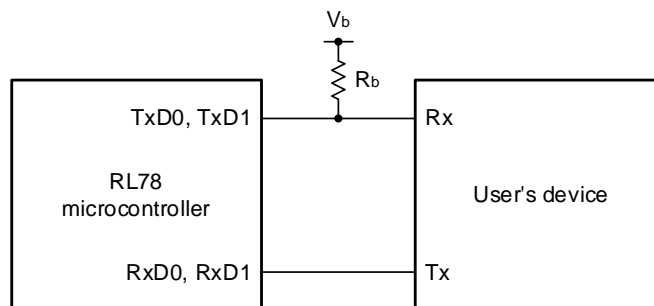 Vb
Rb
TxD0, TxD1
Rx
RL78
microcontroller
User's device
RxD0, RxD1
Tx